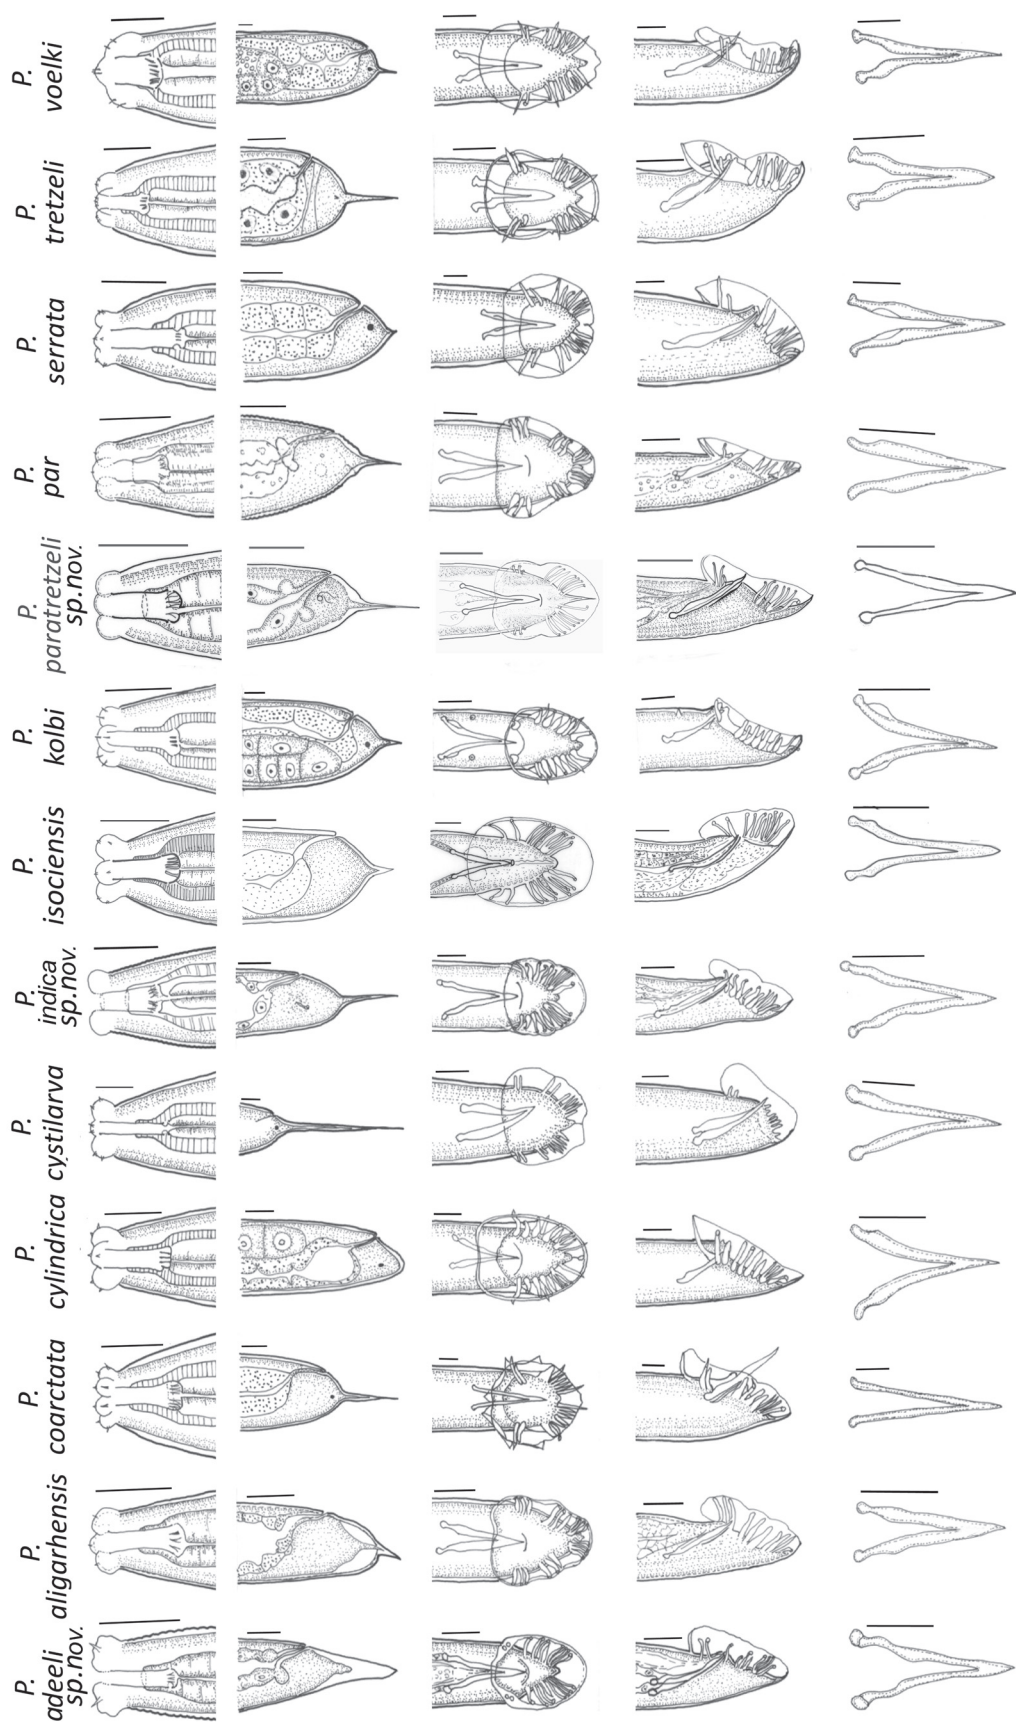 P.
voelki
P.
tretzeli
P.
serrata
P.
par
P.
paratretzeli
sp.nov.
P.
kolbi
P.
isociensis
P.
indica
sp.nov.
P.
cystilarva
P.
cylindrica
P.
coarctata
P.
aligarhensis
P.
adeeli
sp.nov.